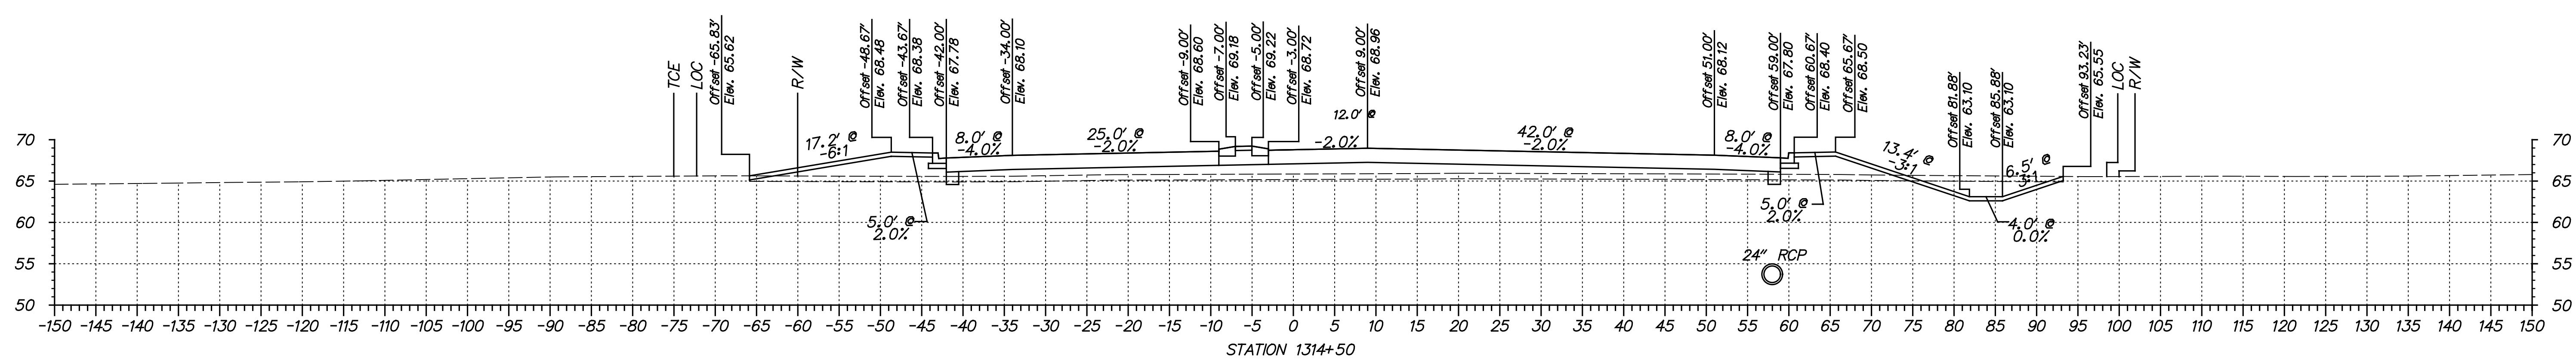 TCE
LOC
Offset -65.83'
Elev. 65.62
R/W
Offset -48.67'
Elev. 68.48
Offset -43.67'
Elev. 68.38
Offset -42.00'
Elev. 67.78
Offset -34.00'
Elev. 68.10
Offset -9.00'
Elev. 68.60
Offset -7.00'
Elev. 69.18
Offset -5.00'
Elev. 69.22
Offset -3.00'
Elev. 68.72
Offset 9.00'
Elev. 68.96
Offset 51.00'
Elev. 68.12
Offset 59.00'
Elev. 67.80
Offset 60.67'
Elev. 68.40
Offset 65.67'
Elev. 68.50
Offset 81.88'
Elev. 63.10
Offset 85.88'
Elev. 63.10
Offset 93.23'
Elev. 65.55
LOC
R/W
17.2' @
-6:1
8.0' @
-4.0%
25.0' @
-2.0%
12.0' @
-2.0%
42.0' @
-2.0%
8.0' @
-4.0%
13.4' @
-3:1
6.5' @
3:1
5.0' @
2.0%
5.0' @
2.0%
4.0' @
0.0%
24" RCP
70 70
65 65
60 60
55 55
50 50
-150 -145 -140 -135 -130 -125 -120 -115 -110 -105 -100 -95 -90 -85 -80 -75 -70 -65 -60 -55 -50 -45 -40 -35 -30 -25 -20 -15 -10 -5 0 5 10 15 20 25 30 35 40 45 50 55 60 65 70 75 80 85 90 95 100 105 110 115 120 125 130 135 140 145 150
STATION 1314+50